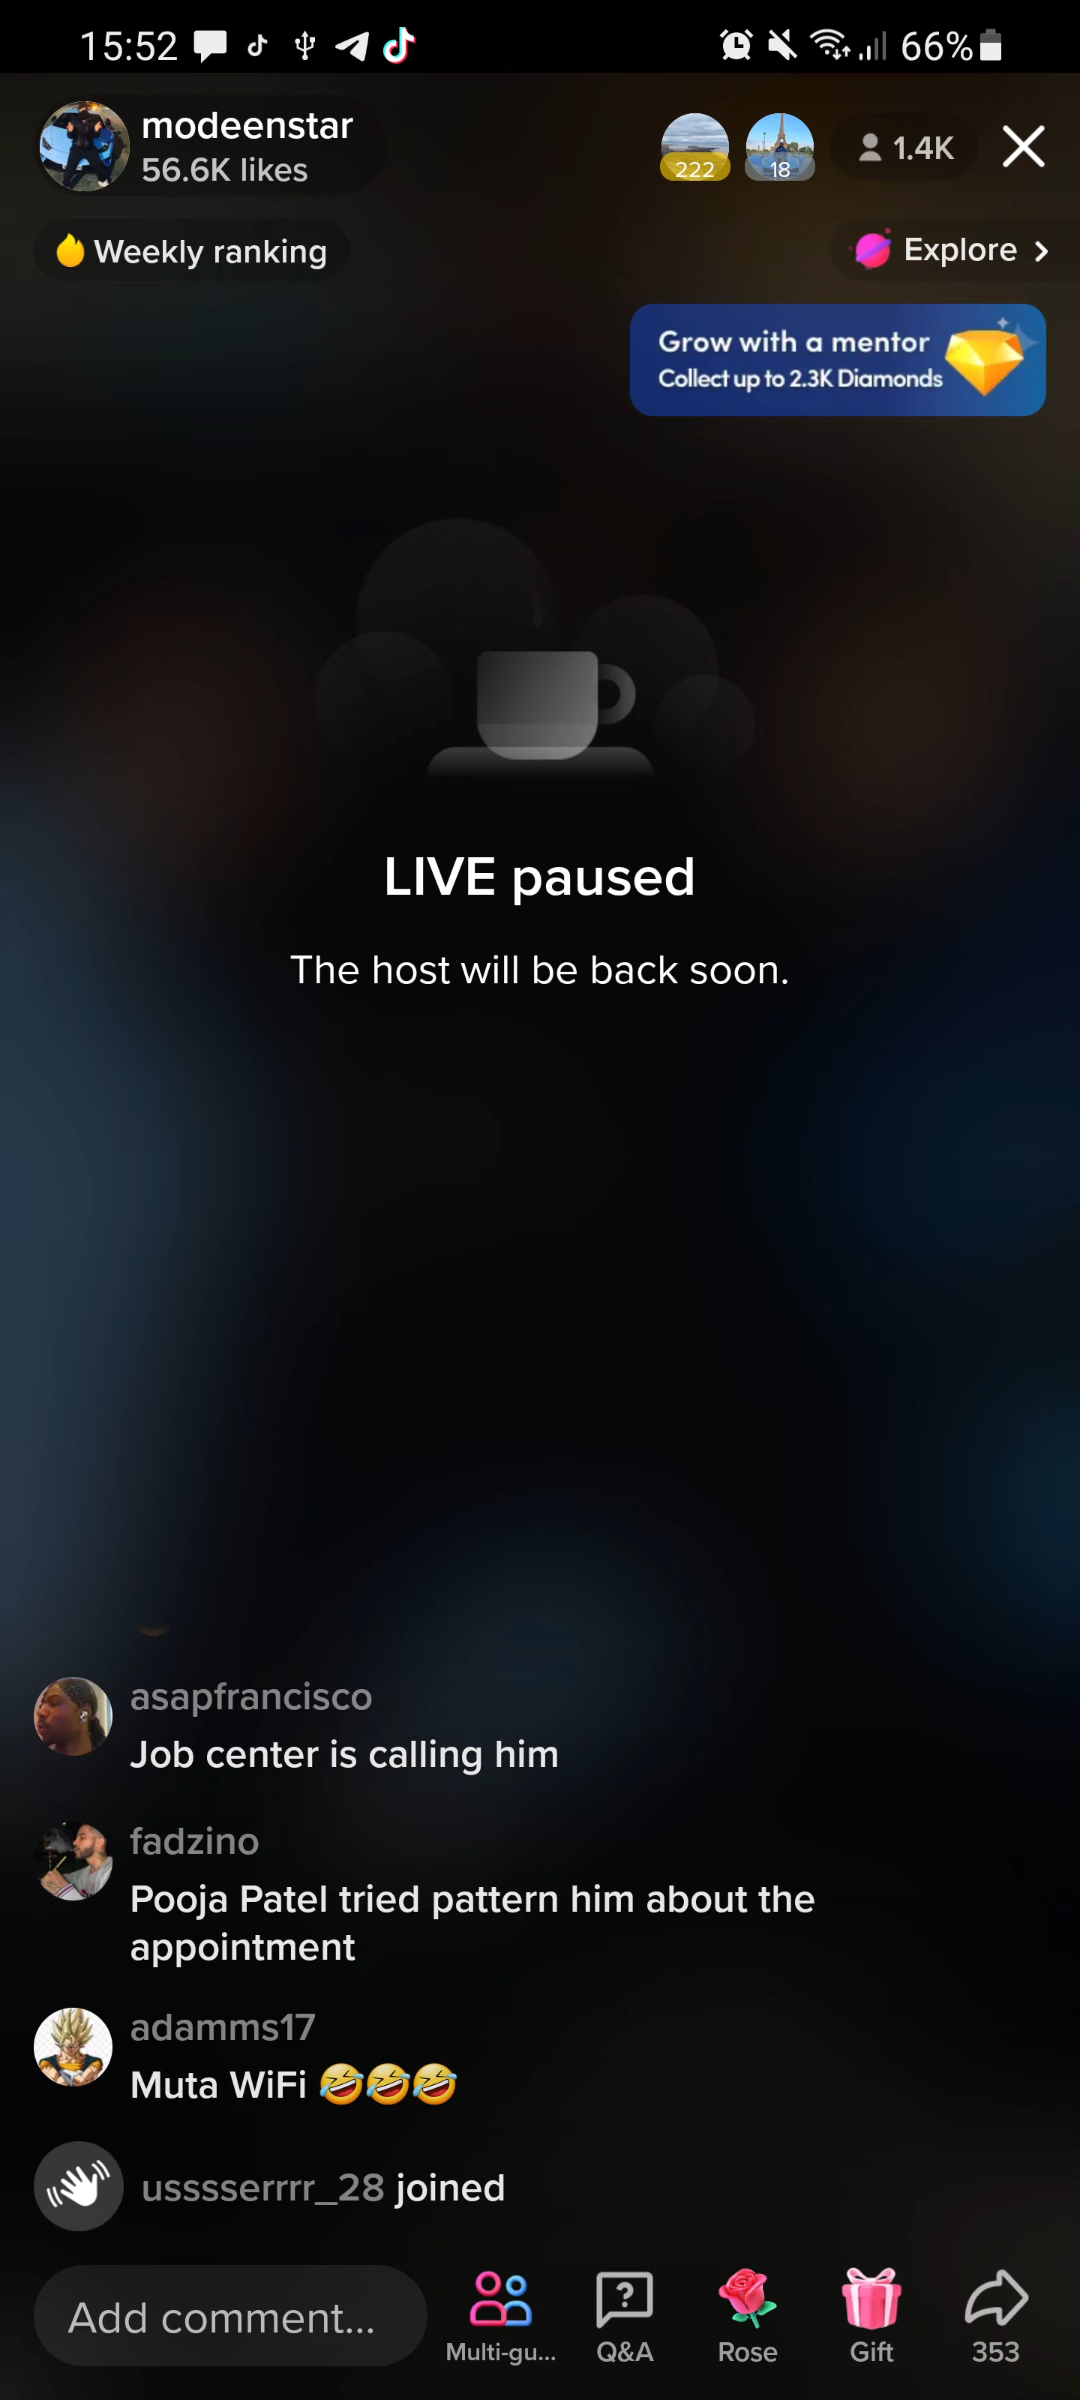 15:52
66%
modeenstar
56.6K likes
222
18
1.4K
Weekly ranking
Explore
Grow with a mentor
Collect up to 2.3K Diamonds
LIVE paused
The host will be back soon.
asapfrancisco
Job center is calling him
fadzino
Pooja Patel tried pattern him about the
appointment
adamms17
Muta WiFi 🤣🤣🤣
usssserrrr_28 joined
Add comment...
Multi-gu...
Q&A
Rose
Gift
353